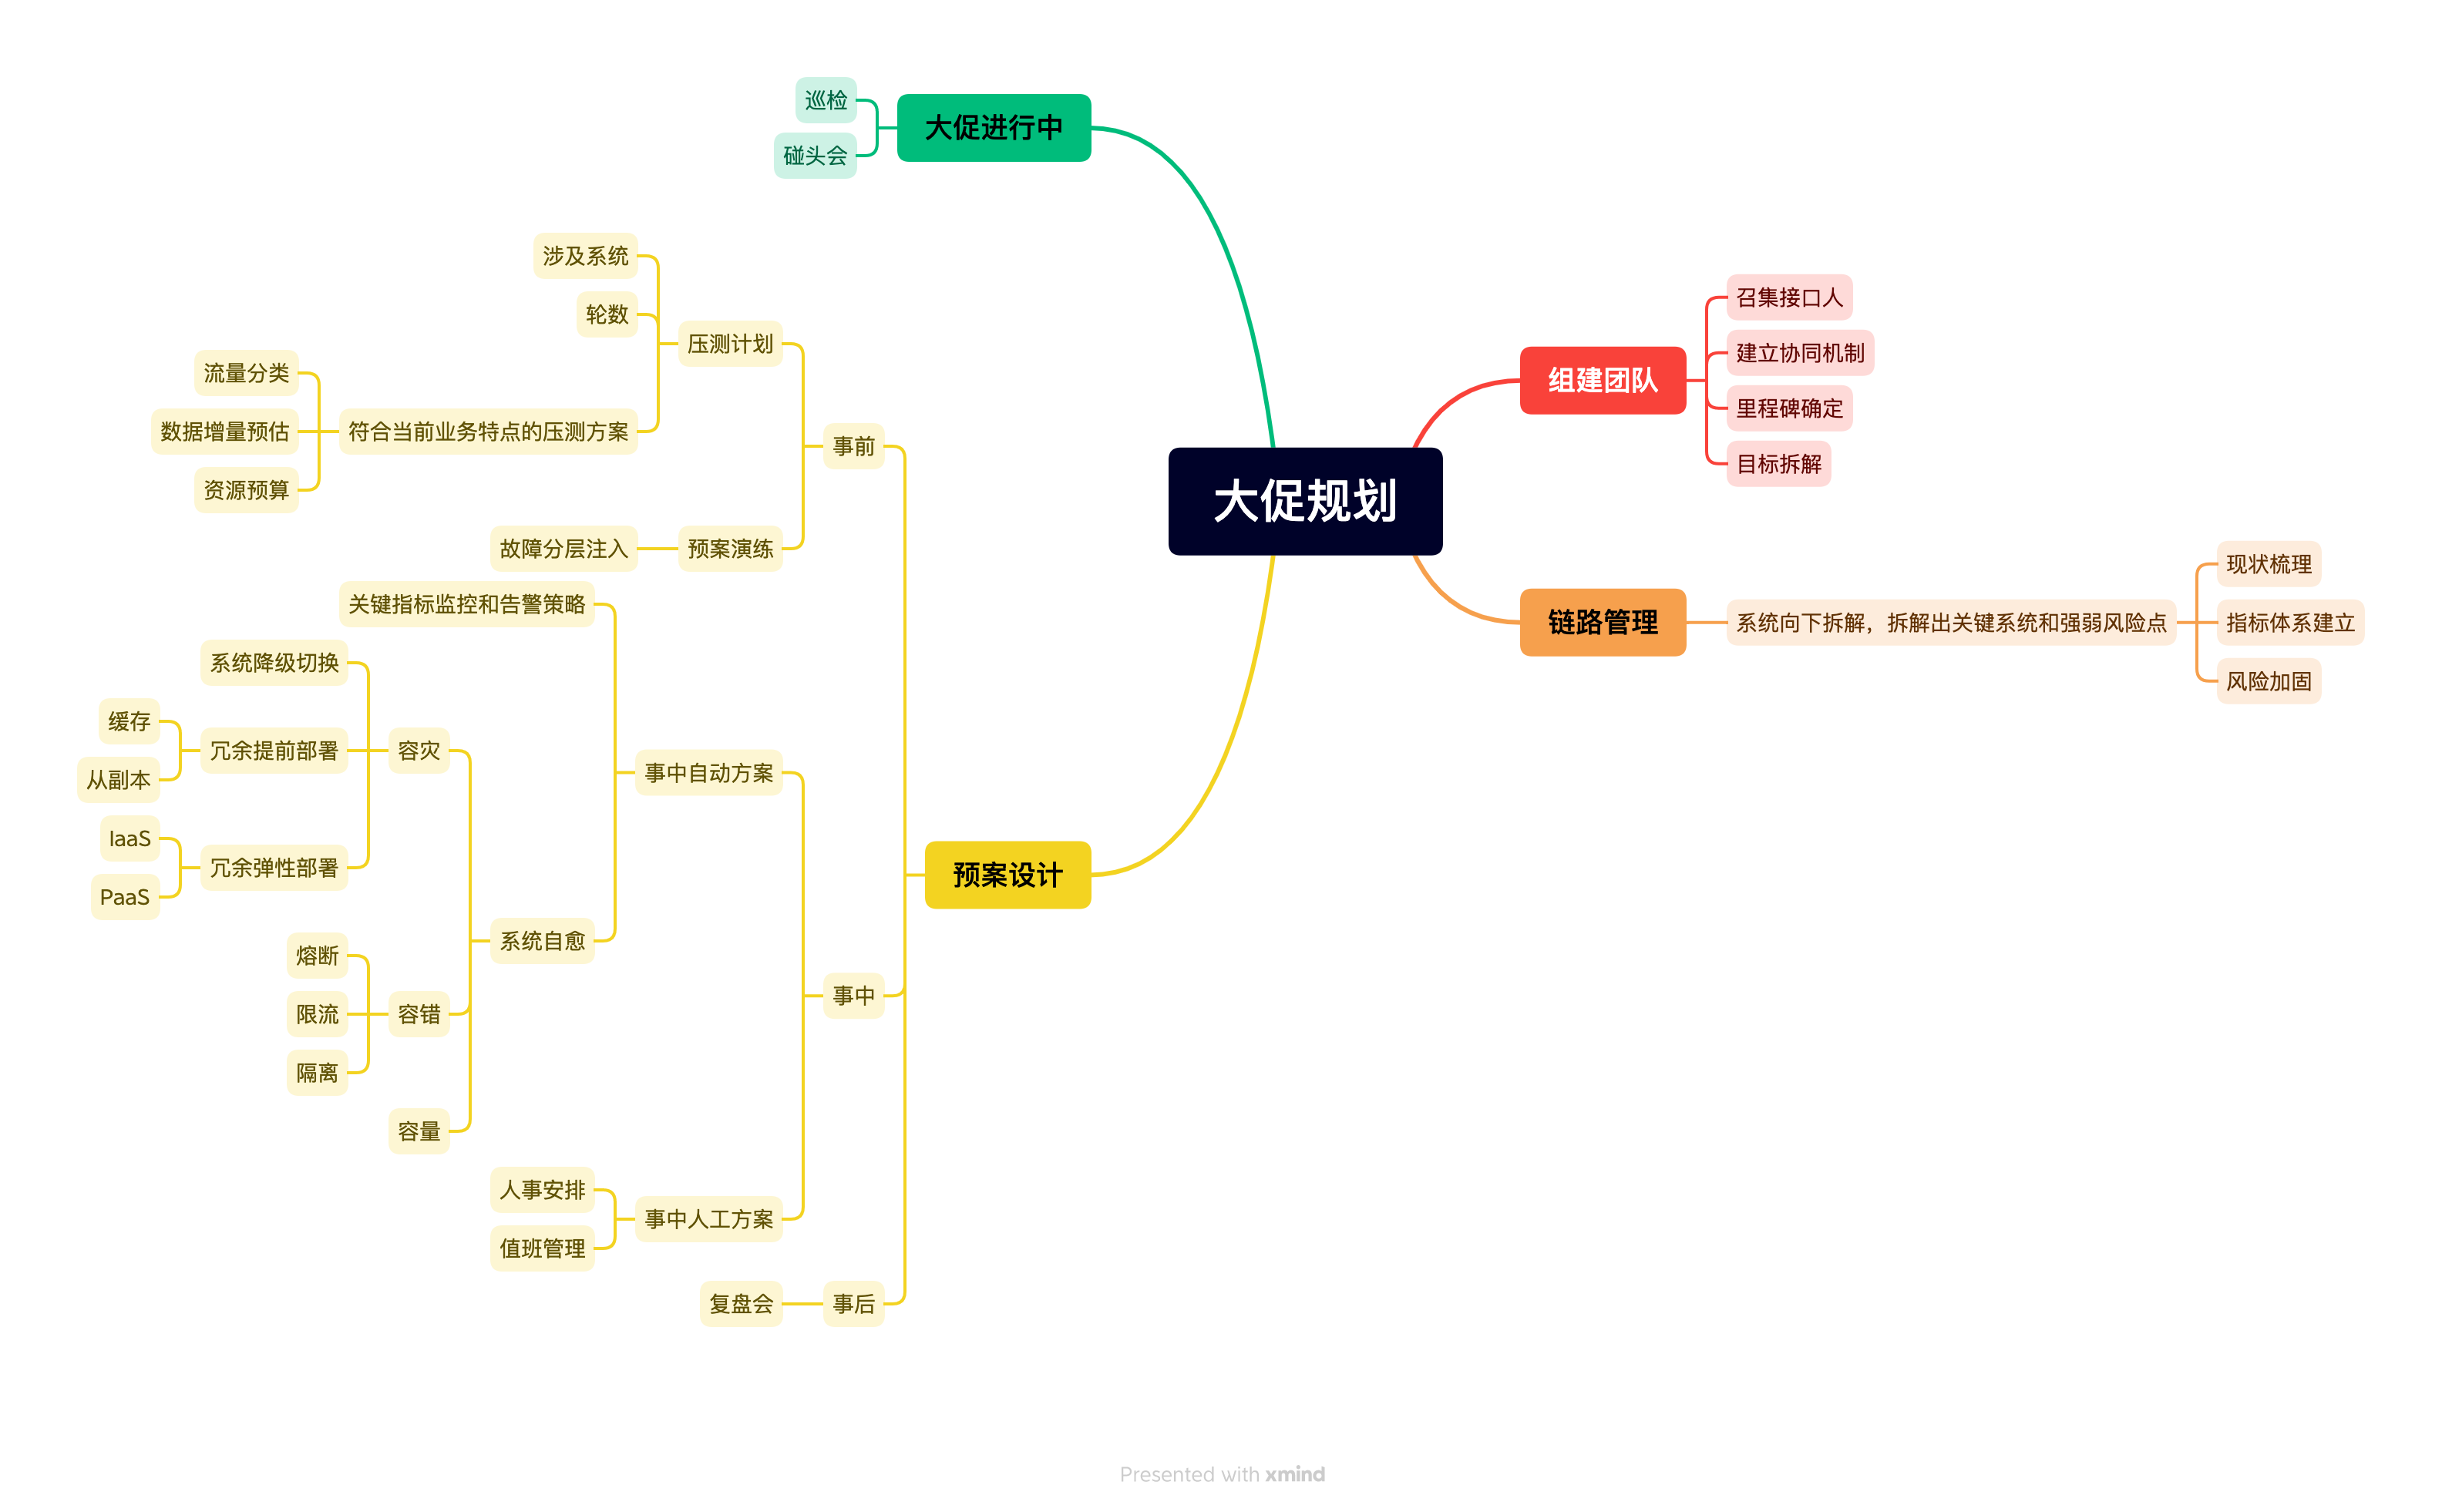 大促规划
组建团队
召集接口人
建立协同机制
里程碑确定
目标拆解
链路管理
系统向下拆解，拆解出关键系统和强弱风险点
现状梳理
指标体系建立
风险加固
预案设计
事前
压测计划
涉及系统
轮数
符合当前业务特点的压测方案
流量分类
数据增量预估
资源预算
预案演练
故障分层注入
事中
事中自动方案
关键指标监控和告警策略
系统自愈
容灾
系统降级切换
冗余提前部署
缓存
从副本
冗余弹性部署
IaaS
PaaS
容错
熔断
限流
隔离
容量
事中人工方案
人事安排
值班管理
事后
复盘会
大促进行中
巡检
碰头会
Presented with xmind